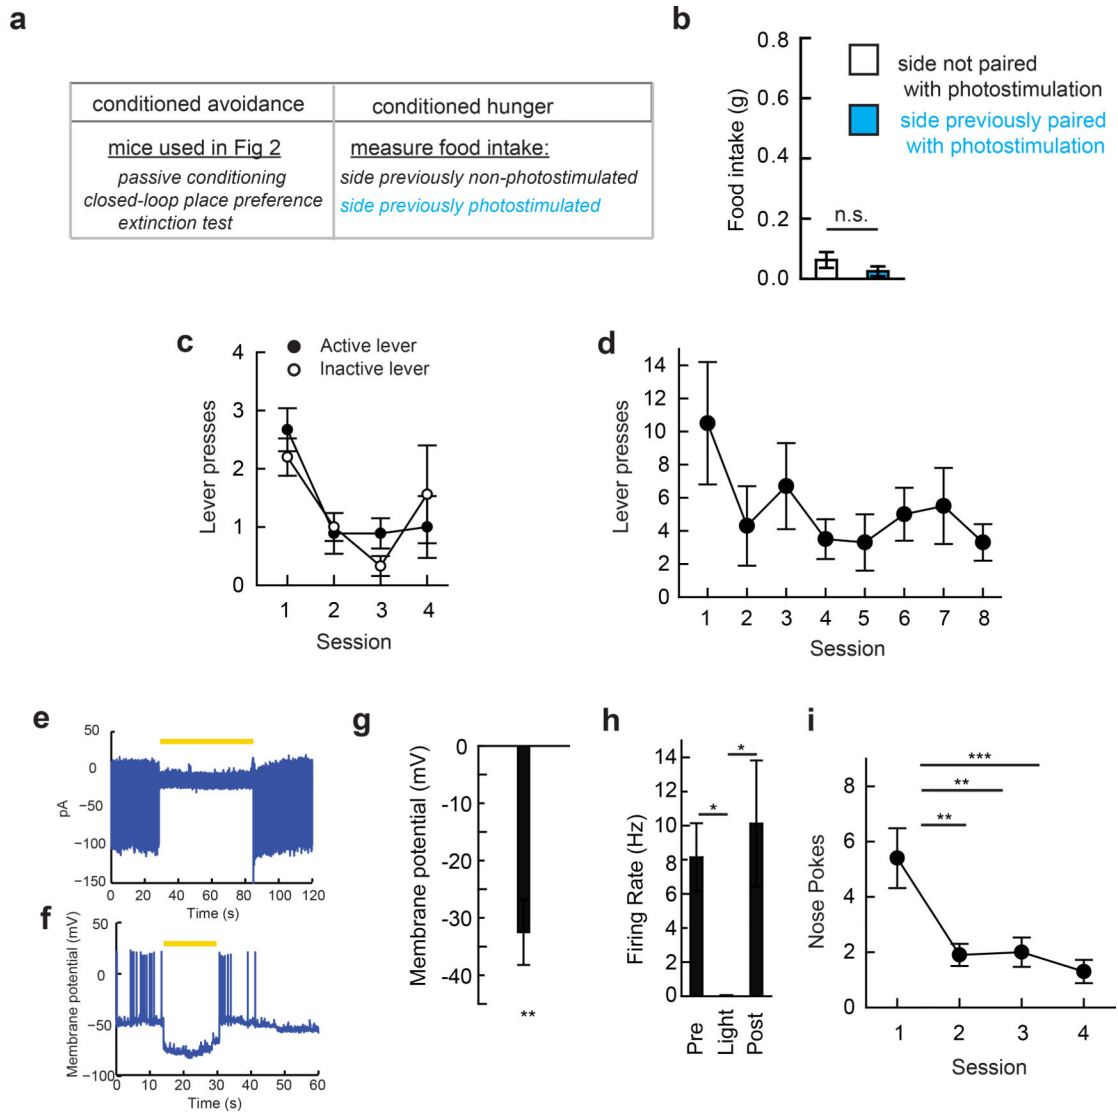 a
conditioned avoidance
conditioned hunger
mice used in Fig 2
passive conditioning
closed-loop place preference
extinction test
measure food intake:
side previously non-photostimulated
side previously photostimulated
b
Food intake (g)
0.8
0.6
0.4
0.2
0.0
n.s.
side not paired
with photostimulation
side previously paired
with photostimulation
c
Lever presses
4
3
2
1
0
Active lever
Inactive lever
1 2 3 4
Session
d
Lever presses
14
12
10
8
6
4
2
0
1 2 3 4 5 6 7 8
Session
e
pA
50
0
−50
−100
−150
0 20 40 60 80 100 120
Time (s)
f
Membrane potential (mV)
50
0
−50
−100
0 10 20 30 40 50 60
Time (s)
g
Membrane potential (mV)
0
-10
-20
-30
-40
**
h
Firing Rate (Hz)
14
12
10
8
6
4
2
0
*
*
Pre
Light
Post
i
Nose Pokes
8
6
4
2
0
***
**
**
1 2 3 4
Session